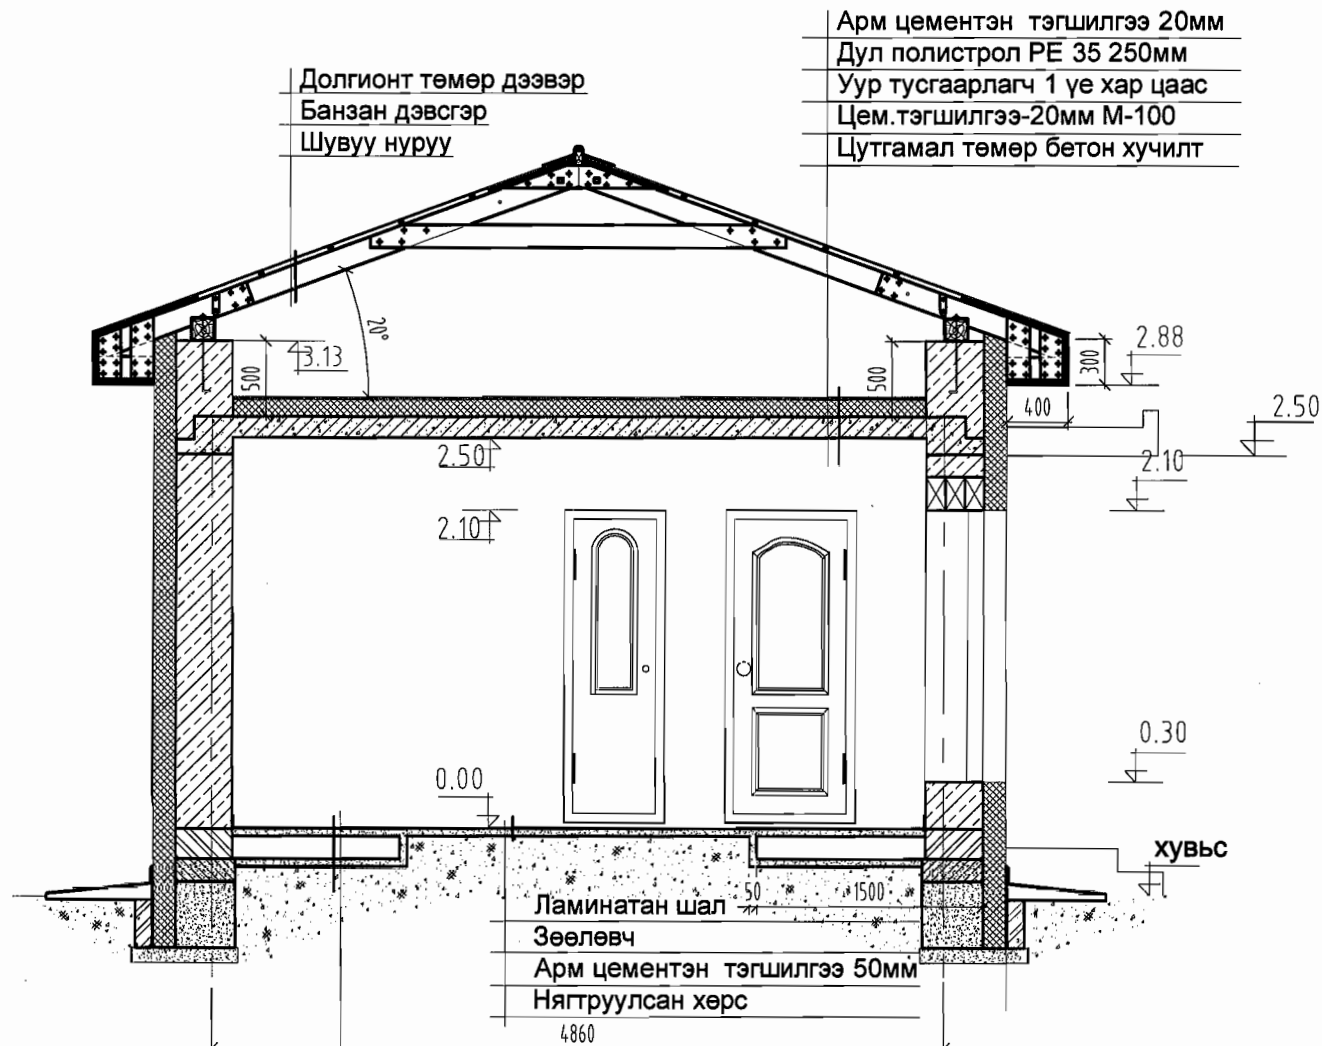 Арм цементэн тэгшилгээ 20мм
Дул полистрол PE 35 250мм
Уур тусгаарлагч 1 үе хар цаас
Цем.тэгшилгээ-20мм М-100
Цутгамал төмөр бетон хучилт
Долгионт төмөр дээвэр
Банзан дэвсгэр
Шувуу нуруу
20°
3.13
500
500
300
2.88
400
2.50
2.50
2.10
2.10
0.30
0.00
хувьс
50
1500
Ламинатан шал
Зөөлөвч
Арм цементэн тэгшилгээ 50мм
Нягтруулсан хөрс
4860